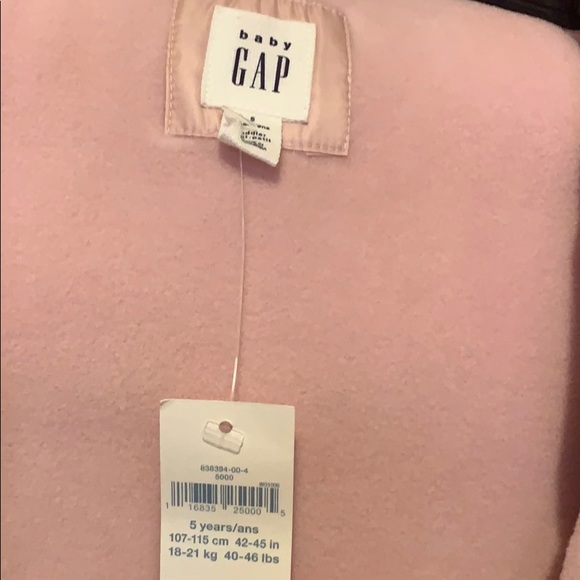 baby
GAP
5
838394-00-4
5000
1 16835 25000 5
5 years/ans
107-115 cm 42-45 in
18-21 kg 40-46 lbs